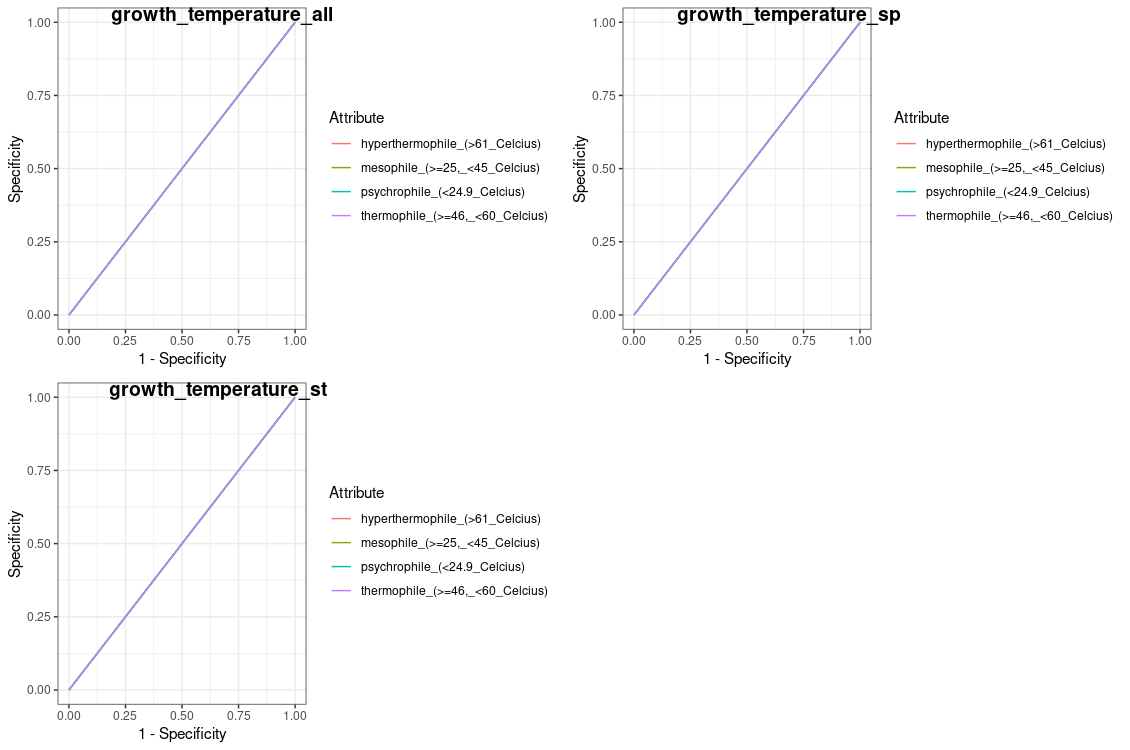 growth_temperature_all
1.00
0.75
0.50
0.25
0.00
Specificity
0.00 0.25 0.50 0.75 1.00
1 - Specificity
Attribute
hyperthermophile_(>61_Celcius)
mesophile_(>=25,_<45_Celcius)
psychrophile_(<24.9_Celcius)
thermophile_(>=46,_<60_Celcius)
growth_temperature_sp
1.00
0.75
0.50
0.25
0.00
Specificity
0.00 0.25 0.50 0.75 1.00
1 - Specificity
Attribute
hyperthermophile_(>61_Celcius)
mesophile_(>=25,_<45_Celcius)
psychrophile_(<24.9_Celcius)
thermophile_(>=46,_<60_Celcius)
growth_temperature_st
1.00
0.75
0.50
0.25
0.00
Specificity
0.00 0.25 0.50 0.75 1.00
1 - Specificity
Attribute
hyperthermophile_(>61_Celcius)
mesophile_(>=25,_<45_Celcius)
psychrophile_(<24.9_Celcius)
thermophile_(>=46,_<60_Celcius)